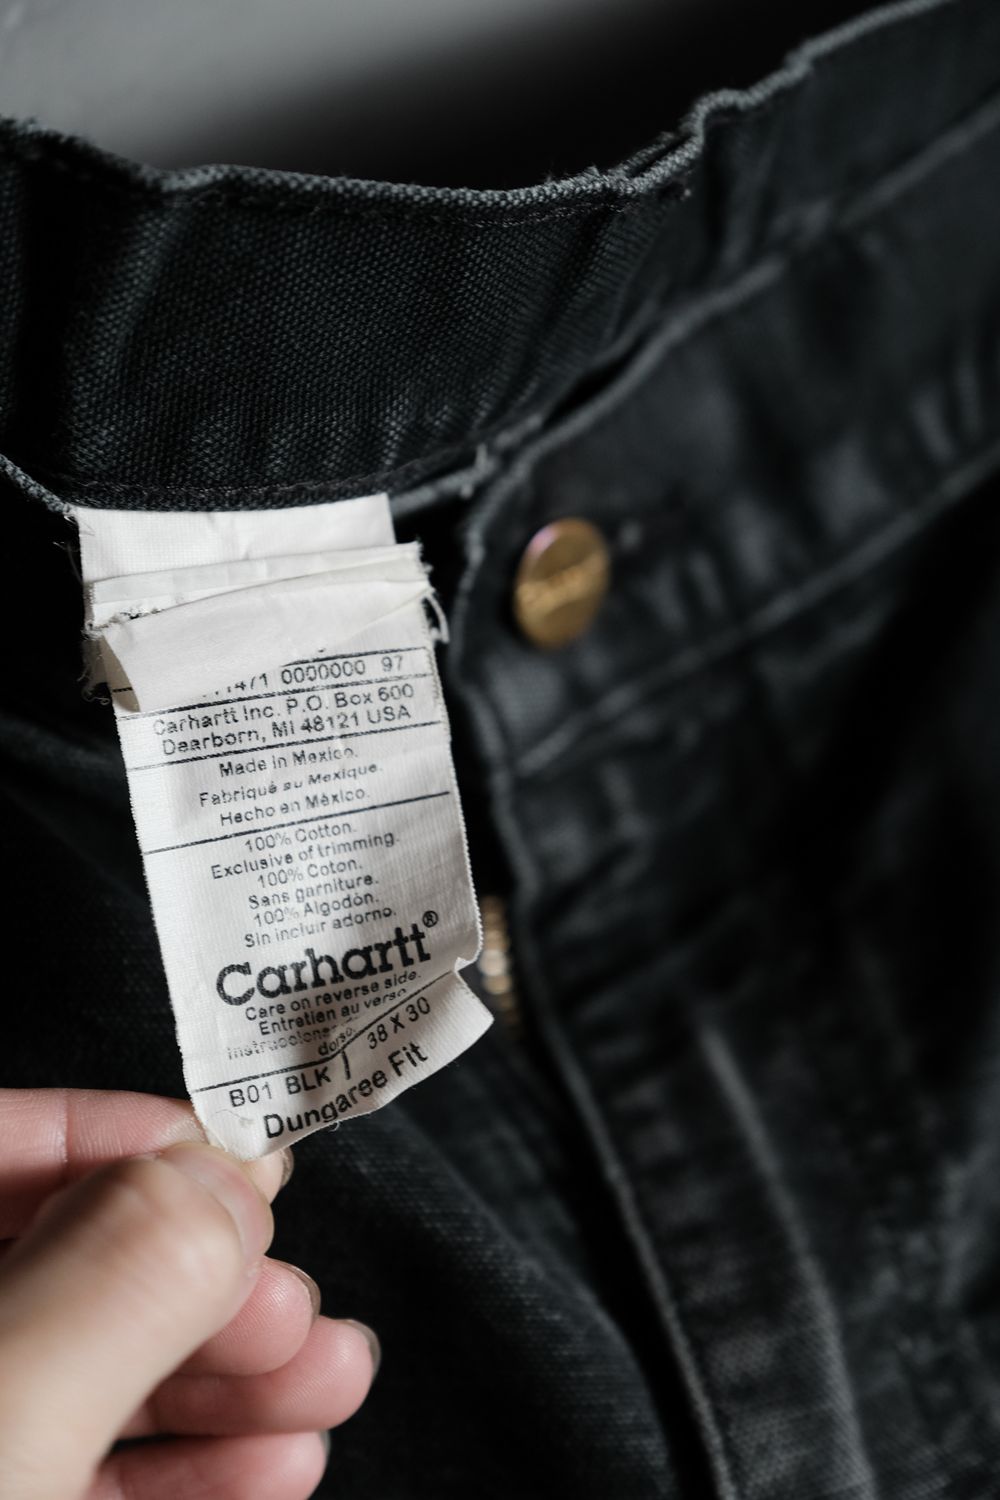 0000000 97
Carhartt Inc. P.O. Box 600
Dearborn, MI 48121 USA
Made in Mexico.
Fabriqué au Mexique.
Hecho en México.
100% Cotton.
Exclusive of trimming.
100% Coton.
Sans garniture.
100% Algodón.
Sin incluir adorno.
Carhartt®
Care on reverse side.
Entretien au verso
dorso.
B01 BLK / 38 X 30
Dungaree Fit